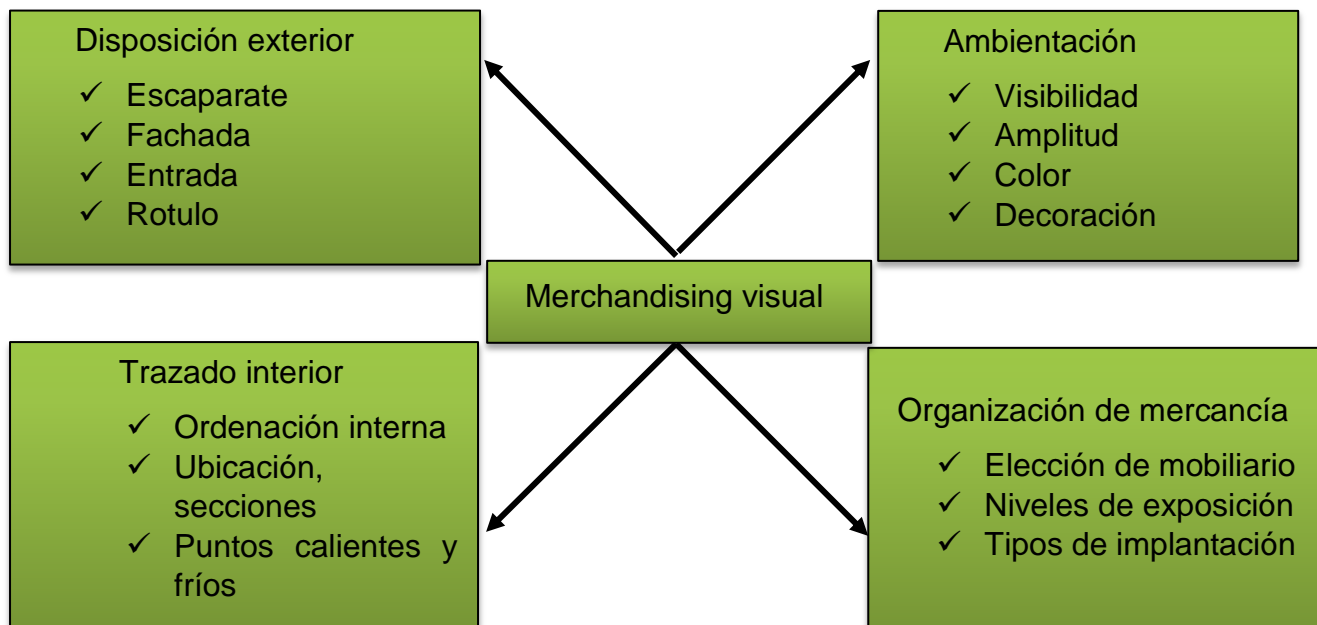 Disposición exterior
✓ Escaparate
✓ Fachada
✓ Entrada
✓ Rotulo
Ambientación
✓ Visibilidad
✓ Amplitud
✓ Color
✓ Decoración
Merchandising visual
Trazado interior
✓ Ordenación interna
✓ Ubicación,
secciones
✓ Puntos calientes y
fríos
Organización de mercancía
✓ Elección de mobiliario
✓ Niveles de exposición
✓ Tipos de implantación